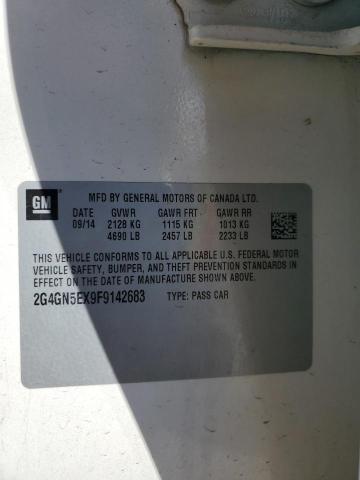 GM
MFD BY GENERAL MOTORS OF CANADA LTD.
DATE GVWR GAWR FRT GAWR RR
09/14 2128 KG 1115 KG 1013 KG
4690 LB 2457 LB 2233 LB
THIS VEHICLE CONFORMS TO ALL APPLICABLE U.S. FEDERAL MOTOR
VEHICLE SAFETY, BUMPER, AND THEFT PREVENTION STANDARDS IN
EFFECT ON THE DATE OF MANUFACTURE SHOWN ABOVE.
2G4GN5EX9F9142683 TYPE: PASS CAR